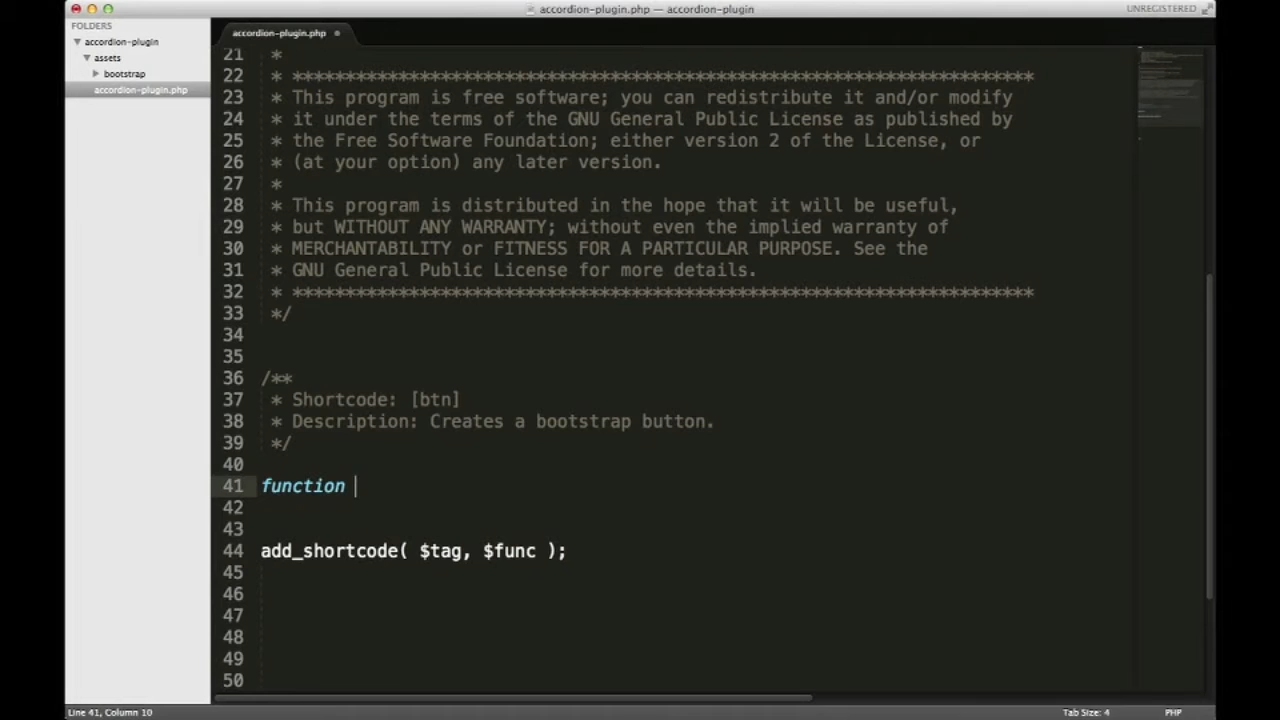 accordion-plugin.php — accordion-plugin
UNREGISTERED
FOLDERS
accordion-plugin
assets
bootstrap
accordion-plugin.php
accordion-plugin.php
21 *
22 * **********************************************************************
23 * This program is free software; you can redistribute it and/or modify
24 * it under the terms of the GNU General Public License as published by
25 * the Free Software Foundation; either version 2 of the License, or
26 * (at your option) any later version.
27 *
28 * This program is distributed in the hope that it will be useful,
29 * but WITHOUT ANY WARRANTY; without even the implied warranty of
30 * MERCHANTABILITY or FITNESS FOR A PARTICULAR PURPOSE. See the
31 * GNU General Public License for more details.
32 * **********************************************************************
33 */
34
35
36 /**
37 * Shortcode: [btn]
38 * Description: Creates a bootstrap button.
39 */
40
41 function
42
43
44 add_shortcode( $tag, $func );
45
46
47
48
49
50
Line 41, Column 10
Tab Size: 4
PHP